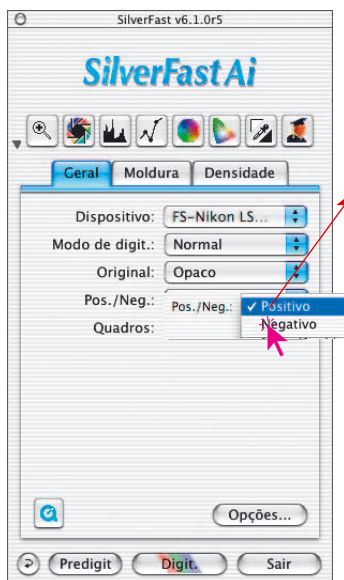 SilverFast v6.1.0r5
SilverFast Ai
Geral Moldura Densidade
Dispositivo: FS-Nikon LS...
Modo de digit.: Normal
Original: Opaco
Pos./Neg.: Pos./Neg.: ✓ Positivo
Negativo
Quadros:
Opções...
Predigit Digit. Sair